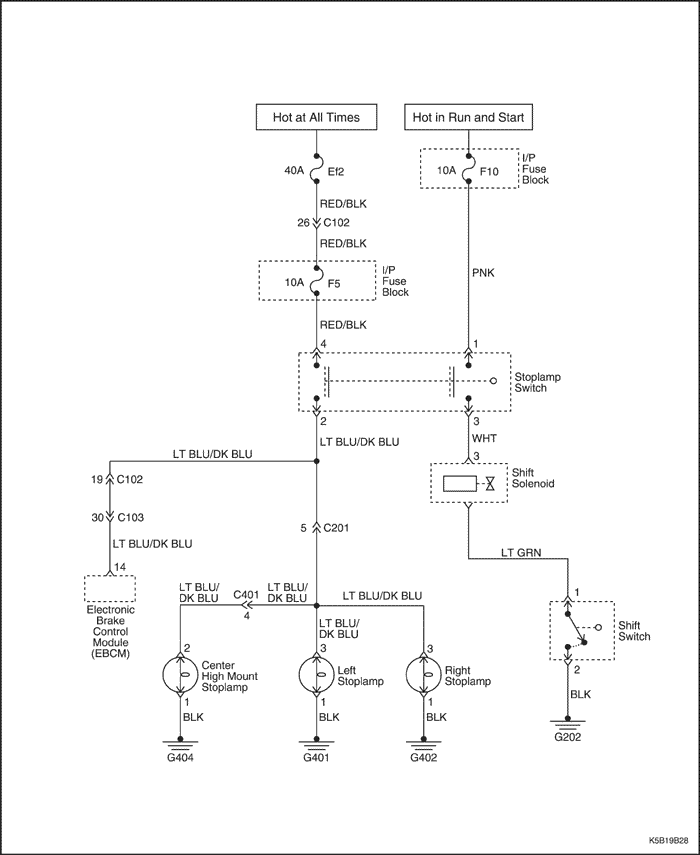 Hot at All Times
Hot in Run and Start
40A Ef2
10A F10
I/P
Fuse
Block
RED/BLK
26 C102
RED/BLK
PNK
10A F5
I/P
Fuse
Block
RED/BLK
4
1
Stoplamp
Switch
2
3
LT BLU/DK BLU
WHT
LT BLU/DK BLU
3
19 C102
Shift
Solenoid
30 C103
5 C201
LT BLU/DK BLU
LT GRN
14
Electronic
Brake
Control
Module
(EBCM)
LT BLU/
DK BLU
C401
4
LT BLU/
DK BLU
LT BLU/DK BLU
1
LT BLU/
DK BLU
Shift
Switch
2
3
3
Center
High Mount
Stoplamp
Left
Stoplamp
Right
Stoplamp
2
1
1
1
BLK
BLK
BLK
BLK
G404
G401
G402
G202
K5B19B28